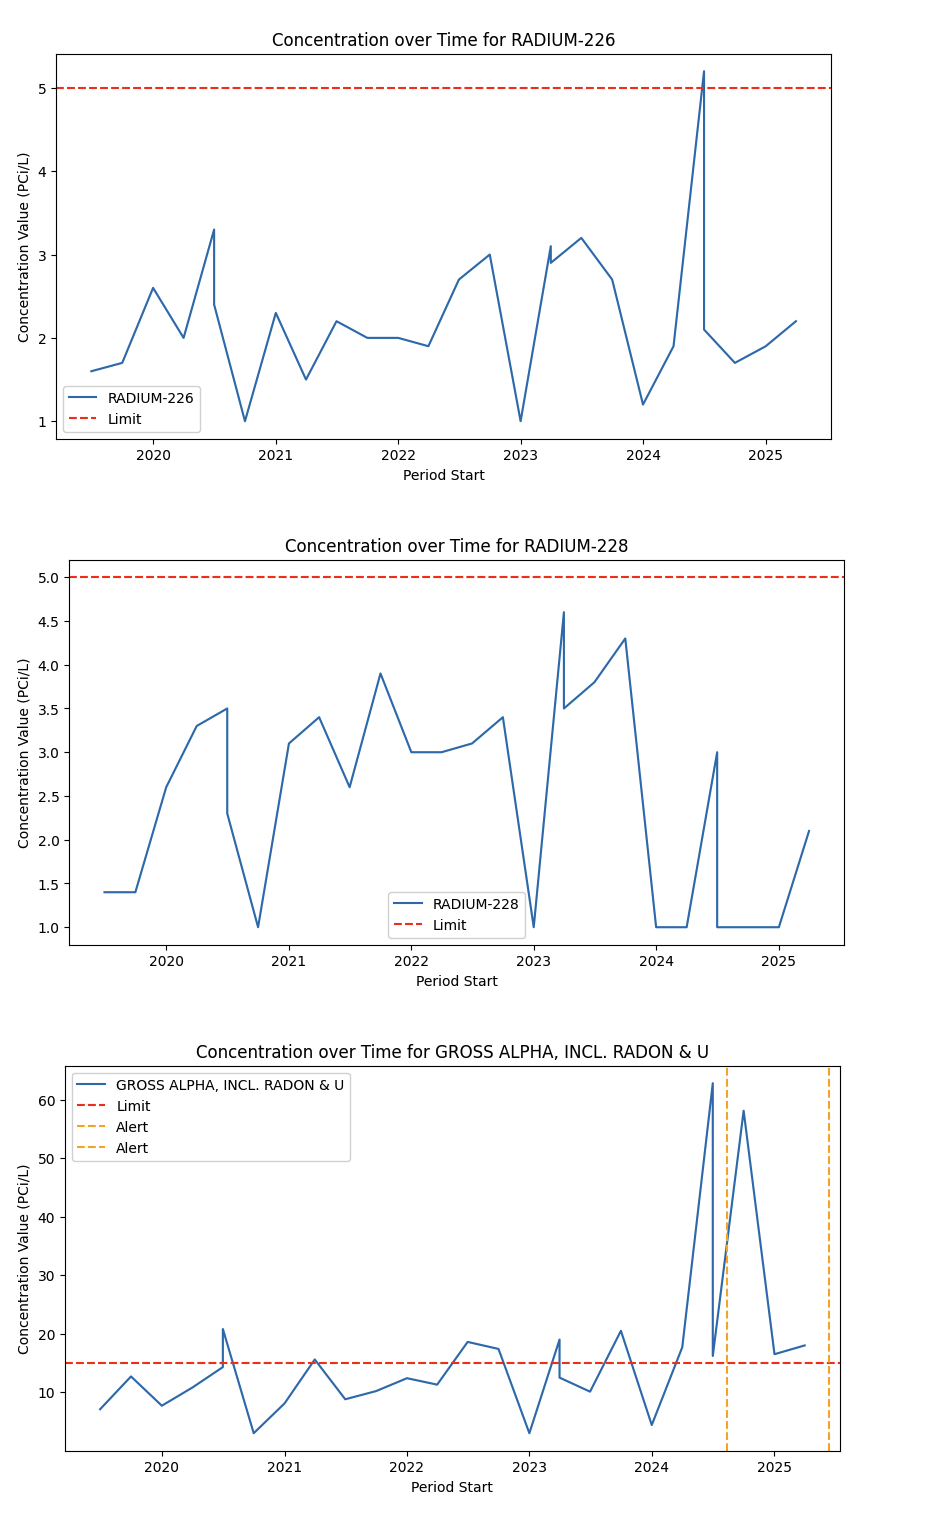 Concentration over Time for RADIUM-226
Concentration Value (PCi/L)
5
4
3
2
1
RADIUM-226
Limit
2020 2021 2022 2023 2024 2025
Period Start
Concentration over Time for RADIUM-228
Concentration Value (PCi/L)
5.0
4.5
4.0
3.5
3.0
2.5
2.0
1.5
1.0
RADIUM-228
Limit
2020 2021 2022 2023 2024 2025
Period Start
Concentration over Time for GROSS ALPHA, INCL. RADON & U
Concentration Value (PCi/L)
GROSS ALPHA, INCL. RADON & U
Limit
Alert
Alert
60
50
40
30
20
10
2020 2021 2022 2023 2024 2025
Period Start